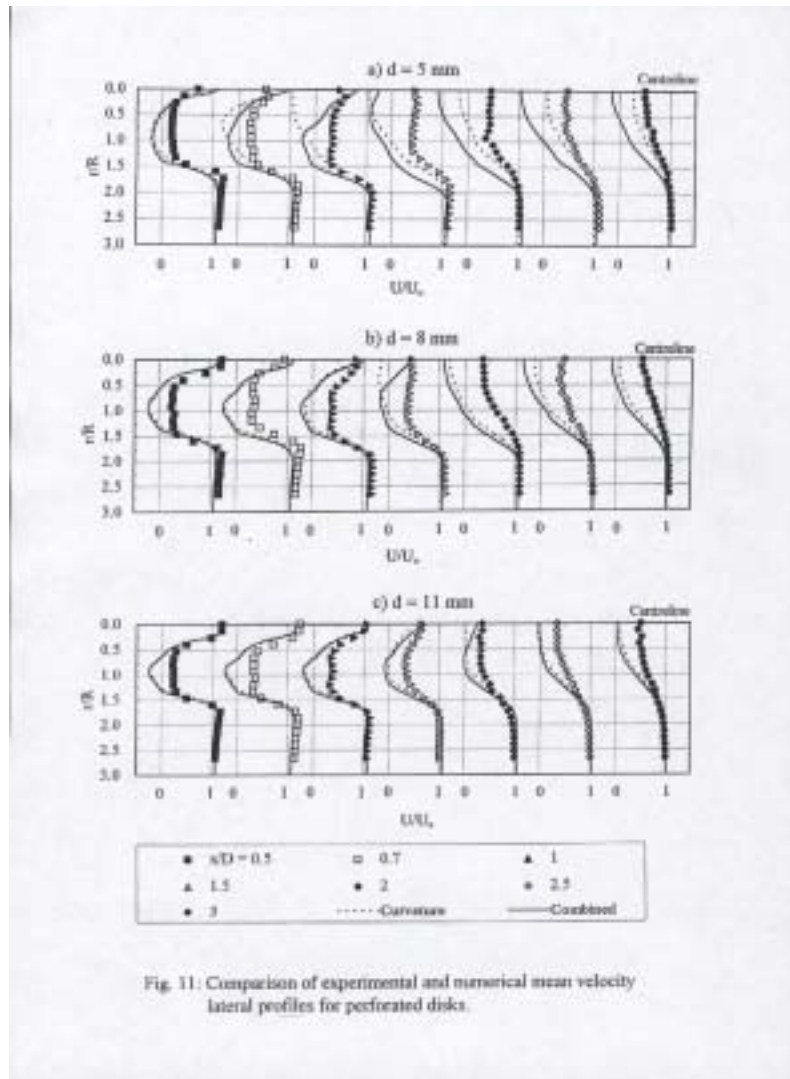 a) d = 5 mm
Centreline
0.0
0.5
1.0
1.5
2.0
2.5
3.0
r/R
0 1 0 1 0 1 0 1 0 1 0 1 0 1
U/Uₒ
b) d = 8 mm
Centreline
0.0
0.5
1.0
1.5
2.0
2.5
3.0
r/R
0 1 0 1 0 1 0 1 0 1 0 1 0 1
U/Uₒ
c) d = 11 mm
Centreline
0.0
0.5
1.0
1.5
2.0
2.5
3.0
r/R
0 1 0 1 0 1 0 1 0 1 0 1 0 1
U/Uₒ
x/D = 0.5 0.7 1
1.5 2 2.5
3 Curvature Combined
Fig. 11: Comparison of experimental and numerical mean velocity
lateral profiles for perforated disks.